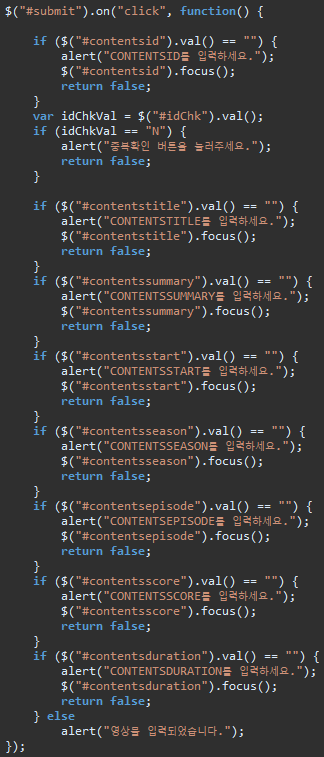 $("#submit").on("click", function() {
if ($("#contentsid").val() == "") {
alert("CONTENTSID를 입력하세요.");
$("#contentsid").focus();
return false;
}
var idChkVal = $("#idChk").val();
if (idChkVal == "N") {
alert("중복확인 버튼을 눌러주세요.");
return false;
}
if ($("#contentstitle").val() == "") {
alert("CONTENTSTITLE를 입력하세요.");
$("#contentstitle").focus();
return false;
}
if ($("#contentssummary").val() == "") {
alert("CONTENTSSUMMARY를 입력하세요.");
$("#contentssummary").focus();
return false;
}
if ($("#contentsstart").val() == "") {
alert("CONTENTSSTART를 입력하세요.");
$("#contentsstart").focus();
return false;
}
if ($("#contentsseason").val() == "") {
alert("CONTENTSSEASON를 입력하세요.");
$("#contentsseason").focus();
return false;
}
if ($("#contentsepisode").val() == "") {
alert("CONTENTSEPISODE를 입력하세요.");
$("#contentsepisode").focus();
return false;
}
if ($("#contentsscore").val() == "") {
alert("CONTENTSSCORE를 입력하세요.");
$("#contentsscore").focus();
return false;
}
if ($("#contentsduration").val() == "") {
alert("CONTENTSDURATION를 입력하세요.");
$("#contentsduration").focus();
return false;
} else
alert("영상을 입력되었습니다.");
});